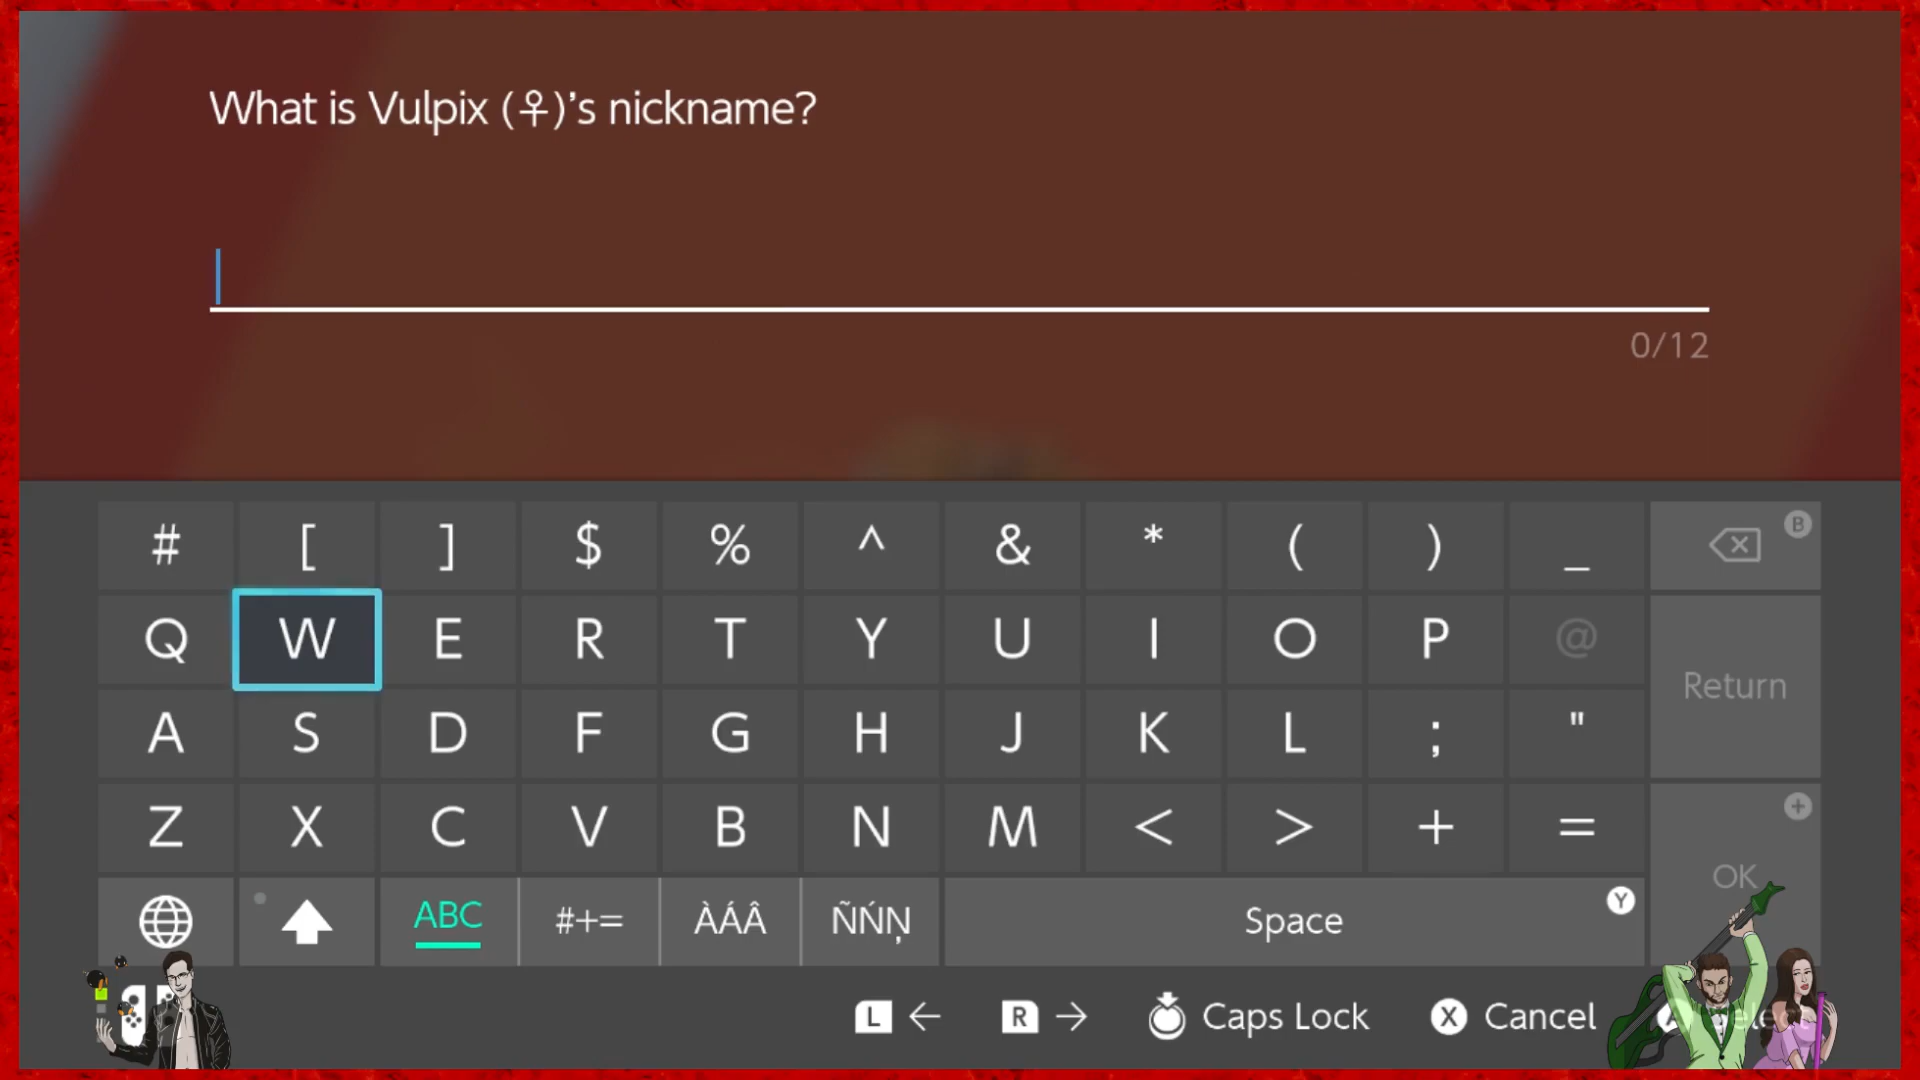 What is Vulpix (♀)'s nickname?
0/12
# [ ] $ % ^ & * ( ) _ B
Q W E R T Y U I O P @ Return
A S D F G H J K L ; "
Z X C V B N M < > + = +
ABC #+= ÀÁÂ ÑŃŅ Space Y OK
L ← R → Caps Lock X Cancel